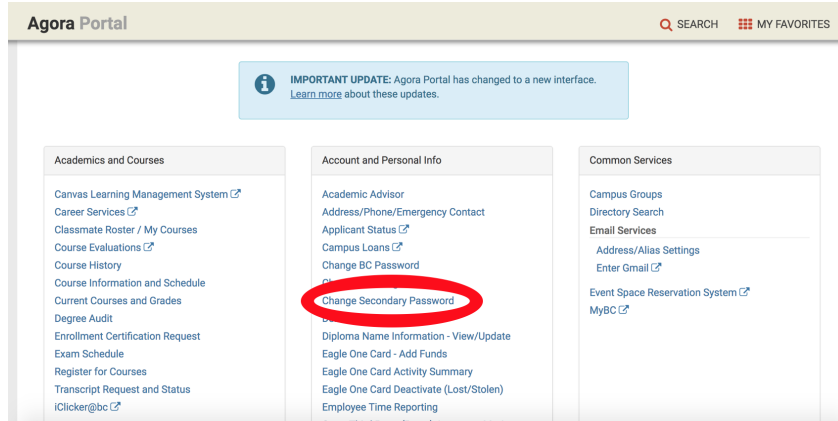 Agora Portal
SEARCH
MY FAVORITES
IMPORTANT UPDATE: Agora Portal has changed to a new interface.
Learn more about these updates.
Academics and Courses
Canvas Learning Management System
Career Services
Classmate Roster / My Courses
Course Evaluations
Course History
Course Information and Schedule
Current Courses and Grades
Degree Audit
Enrollment Certification Request
Exam Schedule
Register for Courses
Transcript Request and Status
iClicker@bc
Account and Personal Info
Academic Advisor
Address/Phone/Emergency Contact
Applicant Status
Campus Loans
Change BC Password
Change Secondary Password
Diploma Name Information - View/Update
Eagle One Card - Add Funds
Eagle One Card Activity Summary
Eagle One Card Deactivate (Lost/Stolen)
Employee Time Reporting
Common Services
Campus Groups
Directory Search
Email Services
Address/Alias Settings
Enter Gmail
Event Space Reservation System
MyBC